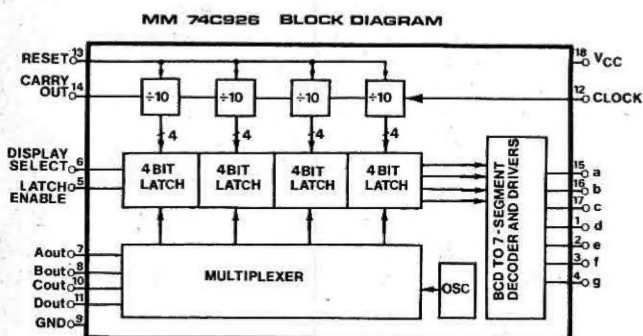 MM 74C926 BLOCK DIAGRAM
RESET 13
CARRY OUT 14
÷10 ÷10 ÷10 ÷10
4 4 4 4
18 VCC
12 CLOCK
DISPLAY SELECT 6
LATCH ENABLE 5
4 BIT LATCH
4 BIT LATCH
4 BIT LATCH
4 BIT LATCH
BCD TO 7-SEGMENT
DECODER AND DRIVERS
15 a
16 b
17 c
1 d
2 e
3 f
4 g
Aout 7
Bout 8
Cout 10
Dout 11
GND 9
MULTIPLEXER
OSC